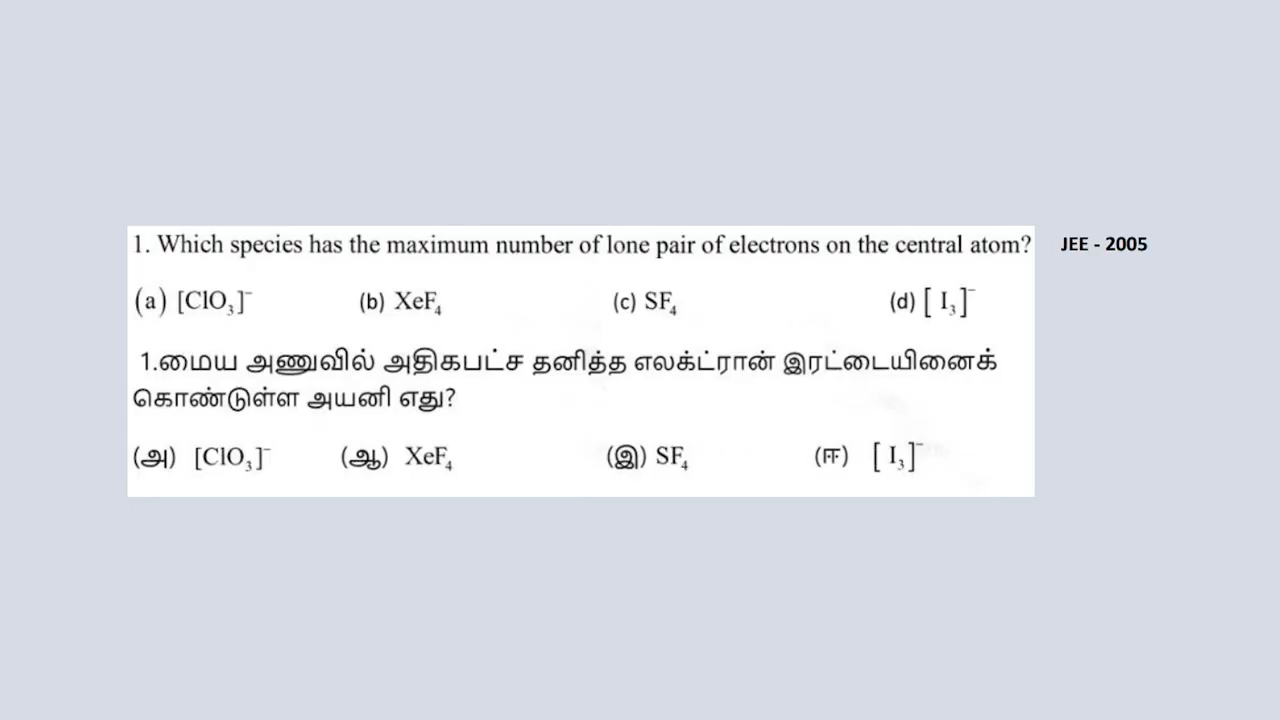 1. Which species has the maximum number of lone pair of electrons on the central atom? JEE - 2005
(a) [ClO₃]⁻ (b) XeF₄ (c) SF₄ (d) [ I₃]⁻
1.மைய அணுவில் அதிகபட்ச தனித்த எலக்ட்ரான் இரட்டையினைக்
கொண்டுள்ள அயனி எது?
(அ) [ClO₃]⁻ (ஆ) XeF₄ (இ) SF₄ (ஈ) [ I₃]⁻